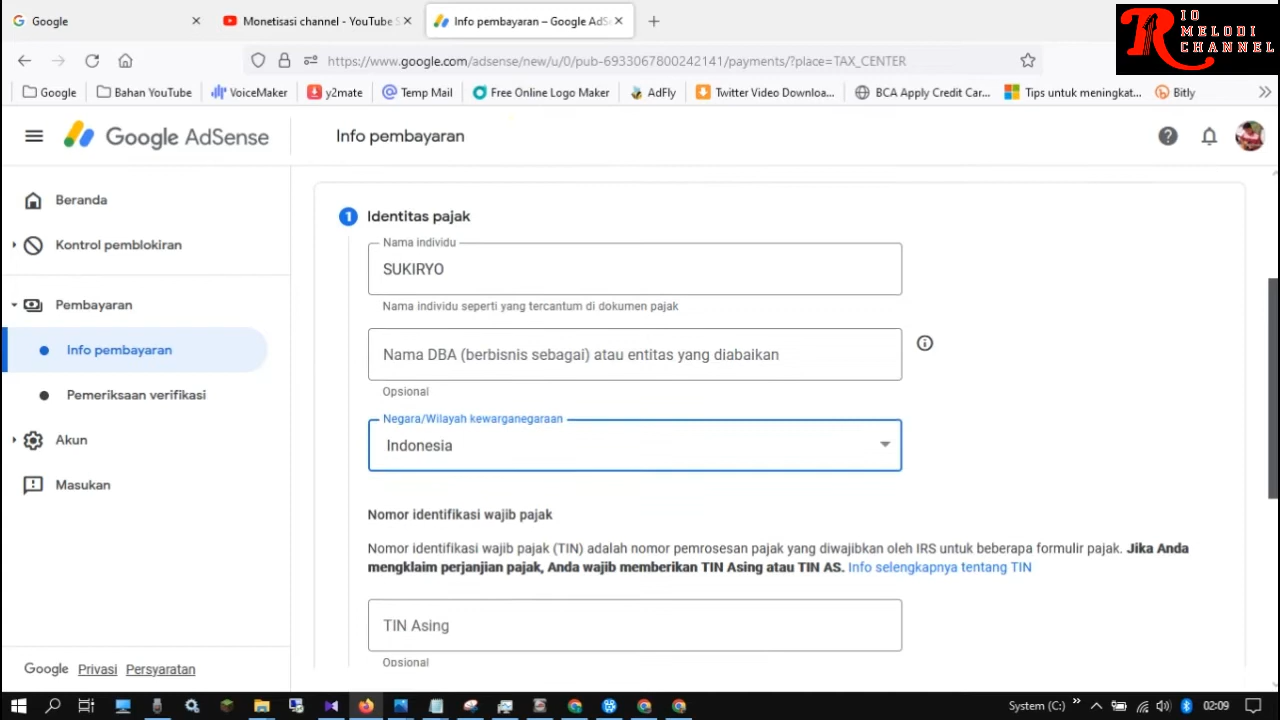 Google
Monetisasi channel - YouTube S
Info pembayaran – Google AdSe
IO
MELODI
CHANNEL
R
https://www.google.com/adsense/new/u/0/pub-6933067800242141/payments/?place=TAX_CENTER
Google
Bahan YouTube
VoiceMaker
y2mate
Temp Mail
Free Online Logo Maker
AdFly
Twitter Video Downloa...
BCA Apply Credit Car...
Tips untuk meningkat...
Bitly
Google AdSense
Info pembayaran
Beranda
Kontrol pemblokiran
Pembayaran
Info pembayaran
Pemeriksaan verifikasi
Akun
Masukan
1 Identitas pajak
Nama individu
SUKIRYO
Nama individu seperti yang tercantum di dokumen pajak
Nama DBA (berbisnis sebagai) atau entitas yang diabaikan
Opsional
Negara/Wilayah kewarganegaraan
Indonesia
Nomor identifikasi wajib pajak
Nomor identifikasi wajib pajak (TIN) adalah nomor pemrosesan pajak yang diwajibkan oleh IRS untuk beberapa formulir pajak. Jika Anda
mengklaim perjanjian pajak, Anda wajib memberikan TIN Asing atau TIN AS. Info selengkapnya tentang TIN
TIN Asing
Opsional
Google Privasi Persyaratan
System (C:)
02:09